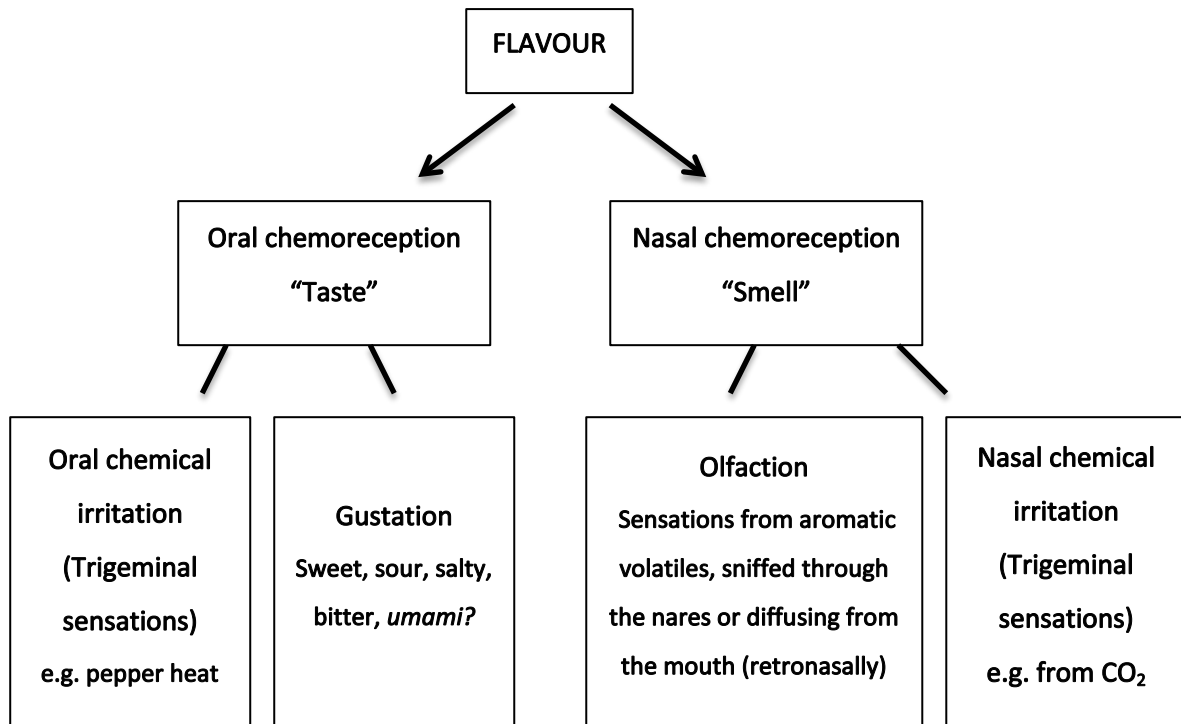 FLAVOUR
Oral chemoreception
“Taste”
Nasal chemoreception
“Smell”
Oral chemical
irritation
(Trigeminal
sensations)
e.g. pepper heat
Gustation
Sweet, sour, salty,
bitter, umami?
Olfaction
Sensations from aromatic
volatiles, sniffed through
the nares or diffusing from
the mouth (retronasally)
Nasal chemical
irritation
(Trigeminal
sensations)
e.g. from CO₂